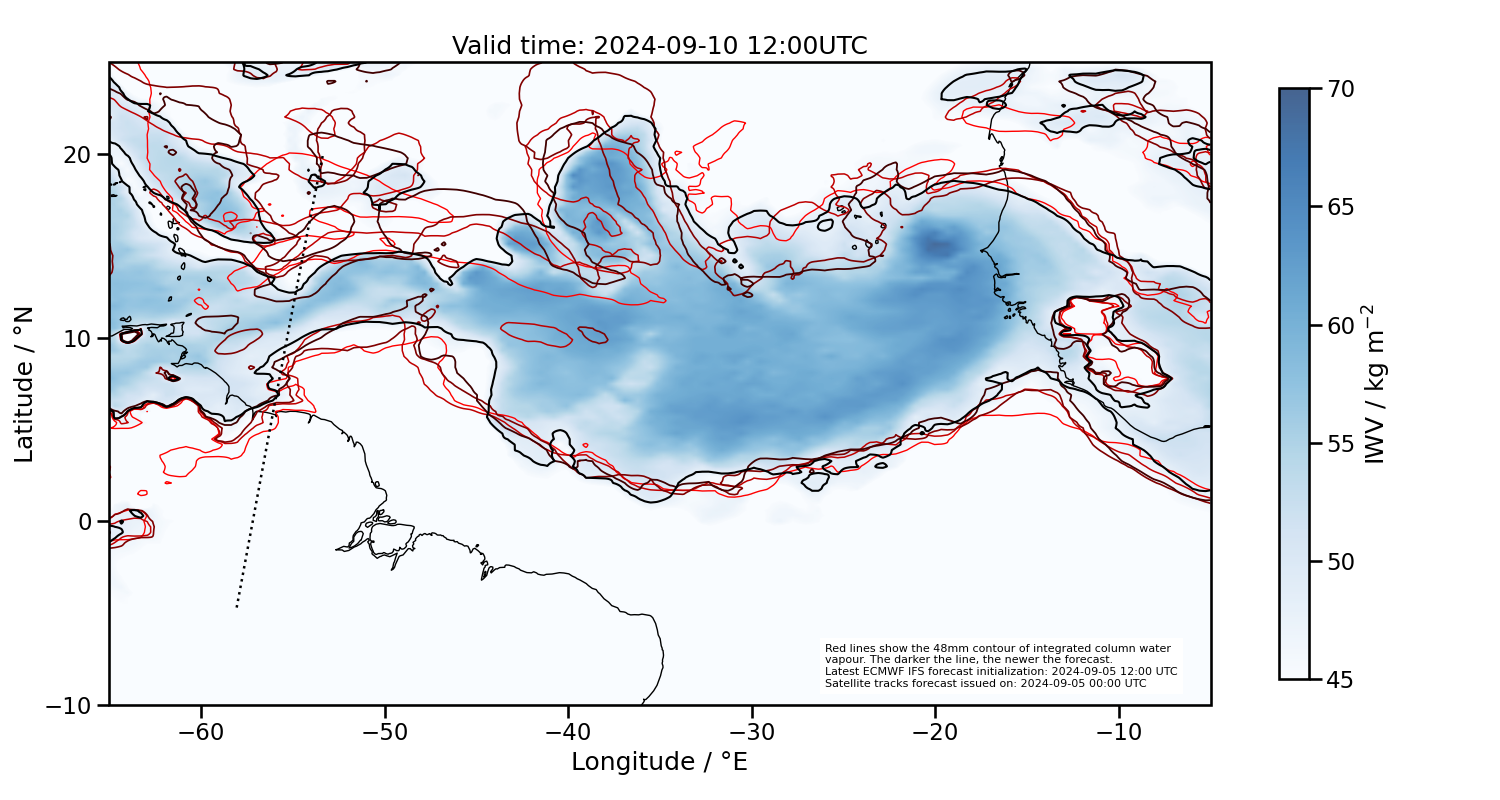 Valid time: 2024-09-10 12:00UTC
Latitude / °N
20
10
0
−10
−60
−50
−40
−30
−20
−10
Longitude / °E
Red lines show the 48mm contour of integrated column water
vapour. The darker the line, the newer the forecast.
Latest ECMWF IFS forecast initialization: 2024-09-05 12:00 UTC
Satellite tracks forecast issued on: 2024-09-05 00:00 UTC
70
65
60
55
50
45
IWV / kg m⁻²